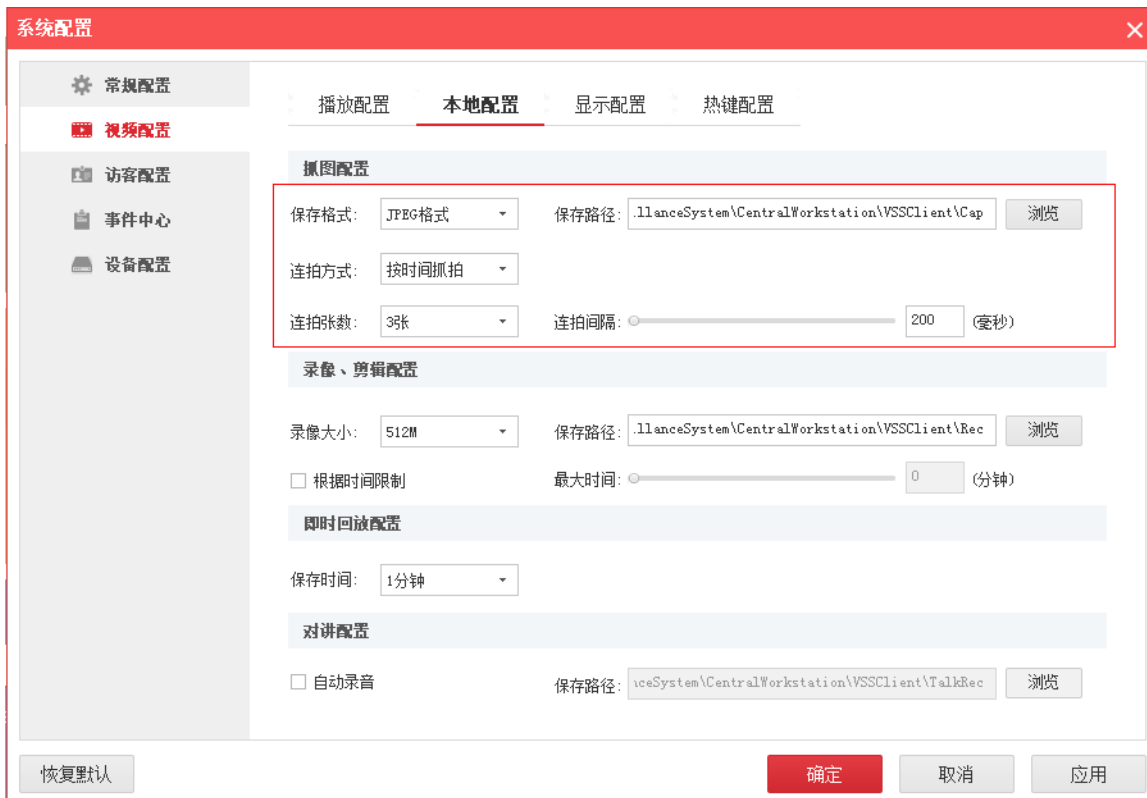 系统配置
常规配置
视频配置
访客配置
事件中心
设备配置
播放配置 本地配置 显示配置 热键配置
抓图配置
保存格式: JPEG格式 保存路径: .llanceSystem\CentralWorkstation\VSSClient\Cap 浏览
连拍方式: 按时间抓拍
连拍张数: 3张 连拍间隔: 200 (毫秒)
录像、剪辑配置
录像大小: 512M 保存路径: .llanceSystem\CentralWorkstation\VSSClient\Rec 浏览
根据时间限制 最大时间: 0 (分钟)
即时回放配置
保存时间: 1分钟
对讲配置
自动录音 保存路径: ceSystem\CentralWorkstation\VSSClient\TalkRec 浏览
恢复默认 确定 取消 应用